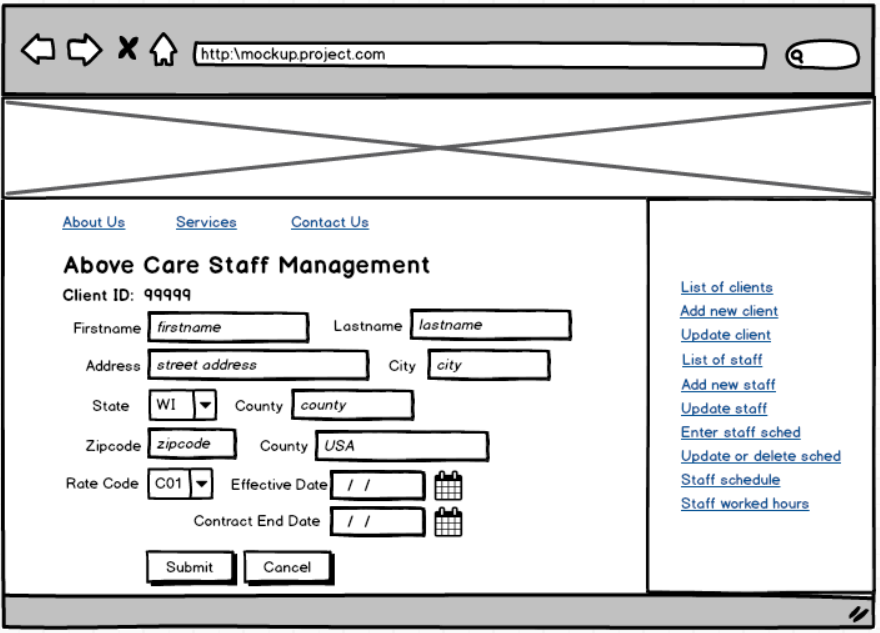 http:\mockup.project.com
About Us Services Contact Us
Above Care Staff Management
Client ID: 99999
Firstname firstname Lastname lastname
Address street address City city
State WI County county
Zipcode zipcode County USA
Rate Code C01 Effective Date / /
Contract End Date / /
Submit Cancel
List of clients
Add new client
Update client
List of staff
Add new staff
Update staff
Enter staff sched
Update or delete sched
Staff schedule
Staff worked hours